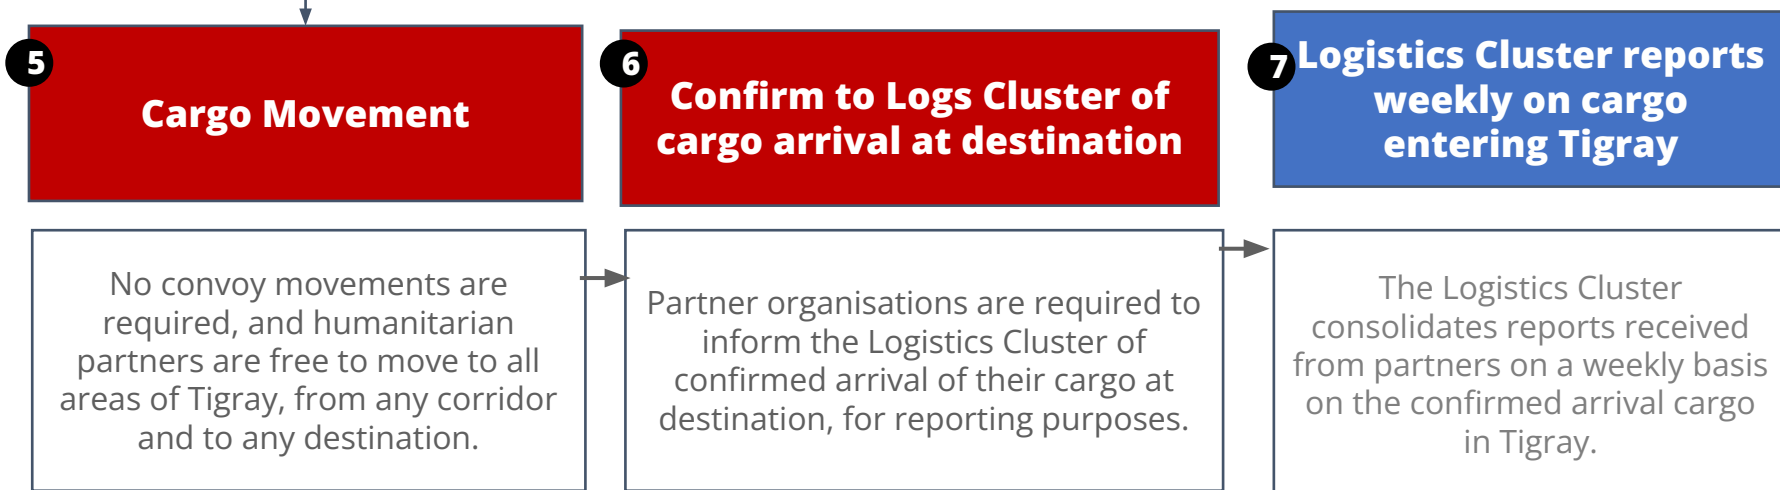 5
Cargo Movement
6
Confirm to Logs Cluster of
cargo arrival at destination
7
Logistics Cluster reports
weekly on cargo
entering Tigray
No convoy movements are
required, and humanitarian
partners are free to move to all
areas of Tigray, from any corridor
and to any destination.
Partner organisations are required to
inform the Logistics Cluster of
confirmed arrival of their cargo at
destination, for reporting purposes.
The Logistics Cluster
consolidates reports received
from partners on a weekly basis
on the confirmed arrival cargo
in Tigray.